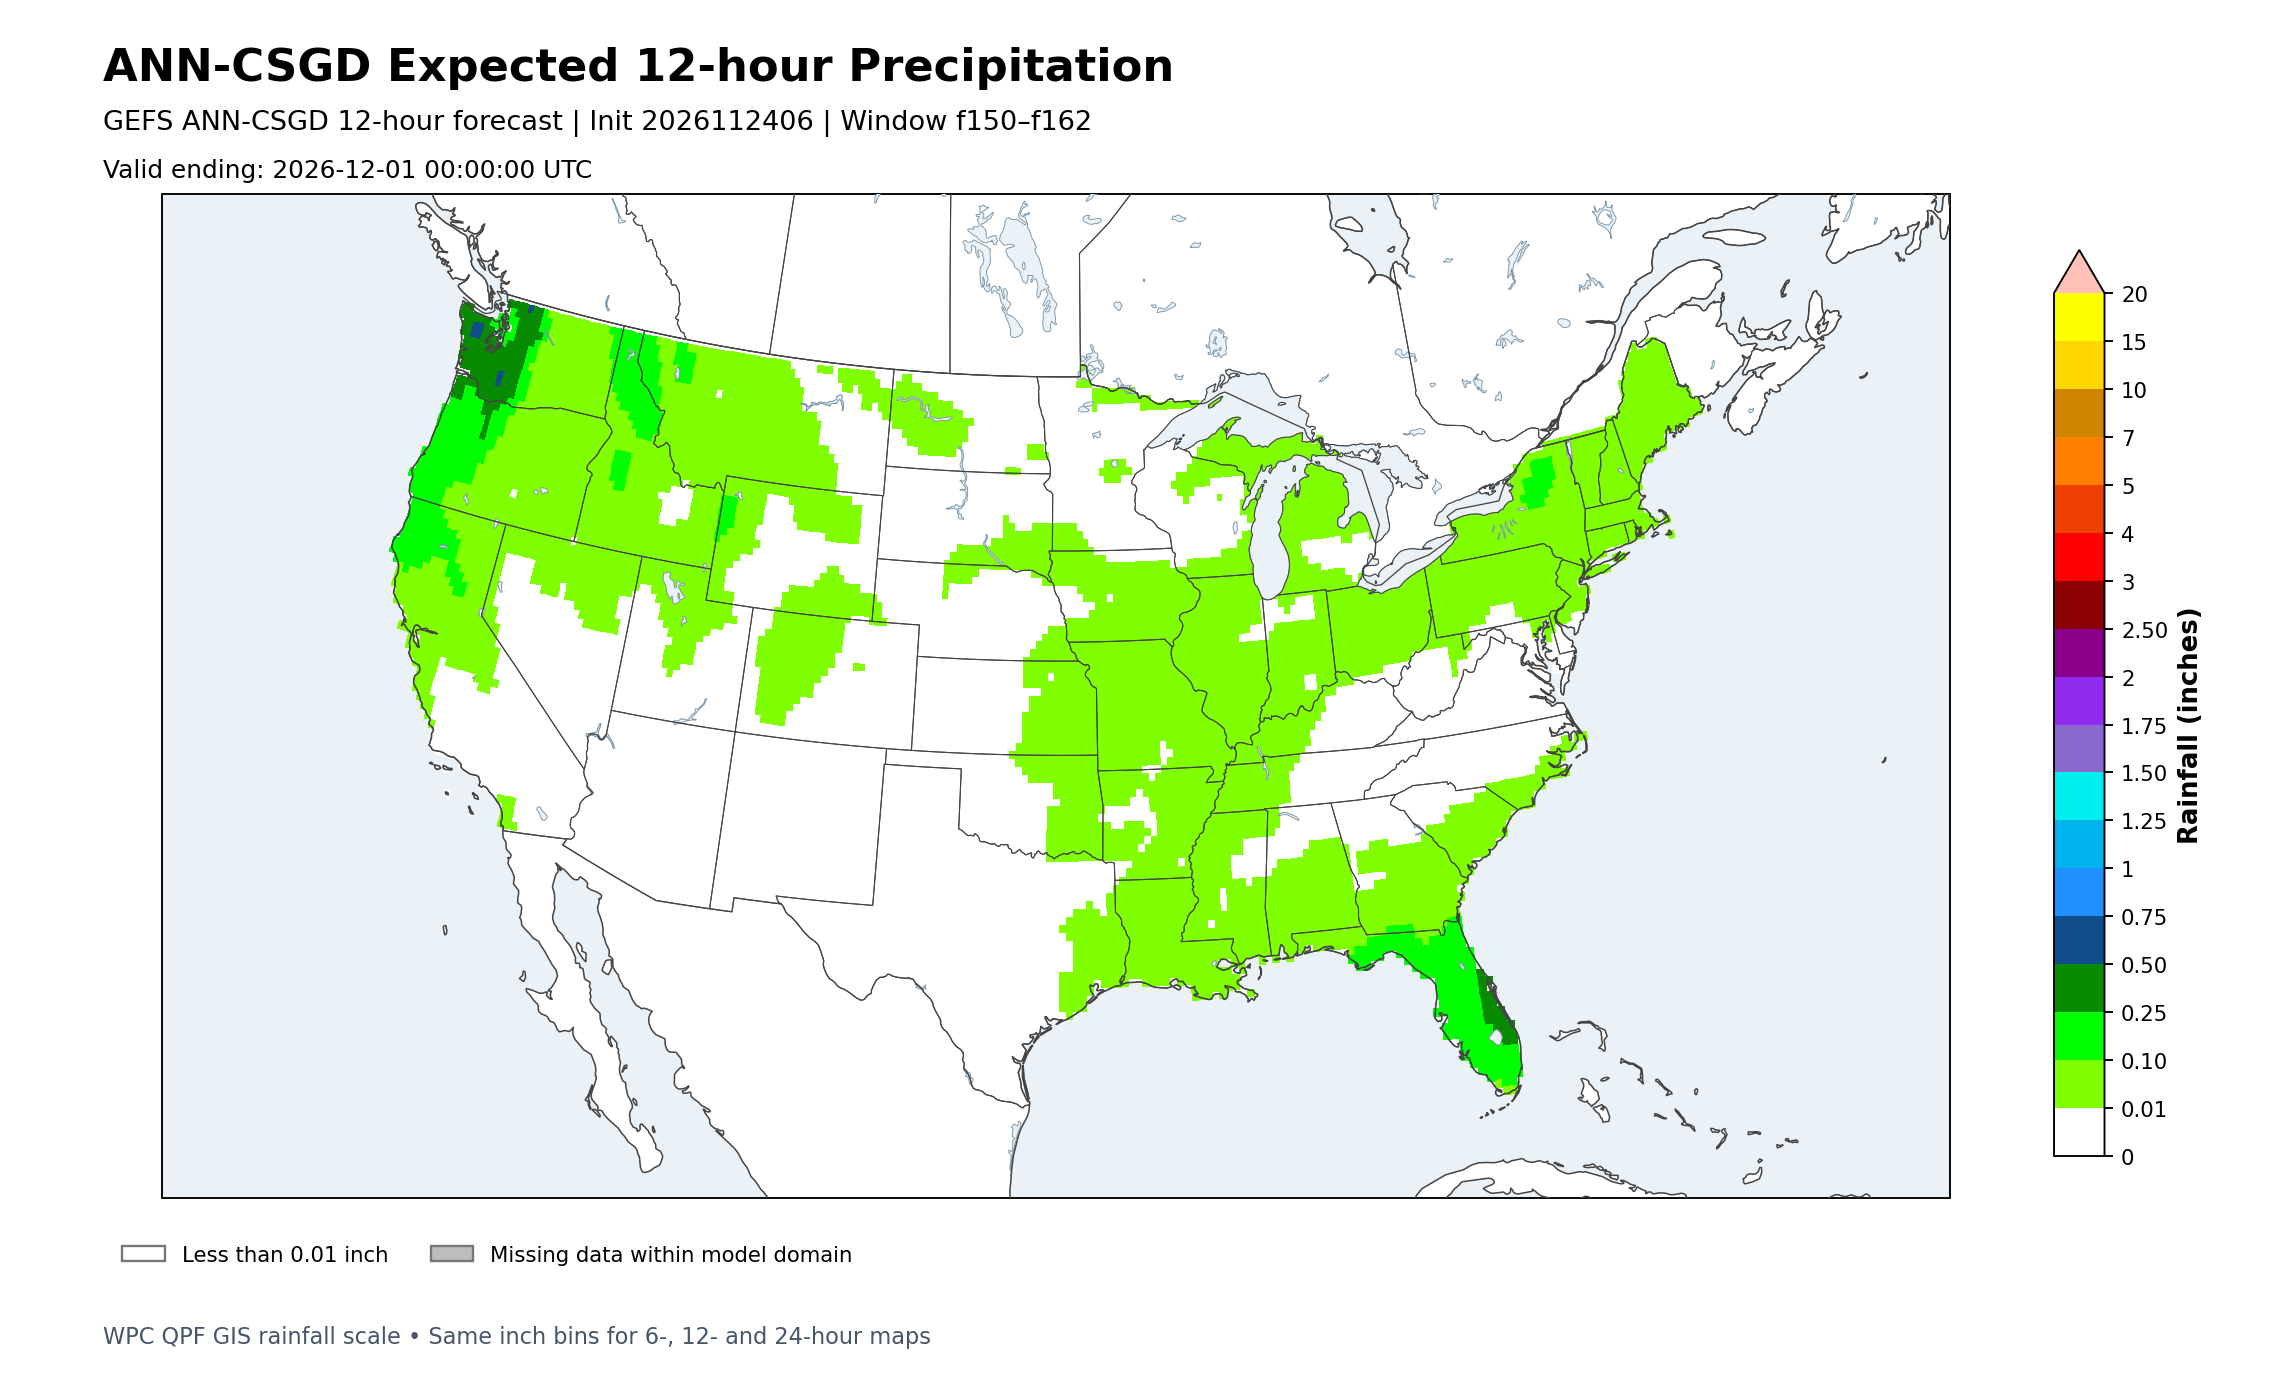 ANN-CSGD Expected 12-hour Precipitation
GEFS ANN-CSGD 12-hour forecast | Init 2026112406 | Window f150–f162
Valid ending: 2026-12-01 00:00:00 UTC
20
15
10
7
5
4
3
2.50
2
1.75
1.50
1.25
1
0.75
0.50
0.25
0.10
0.01
0
Rainfall (inches)
Less than 0.01 inch
Missing data within model domain
WPC QPF GIS rainfall scale • Same inch bins for 6-, 12- and 24-hour maps